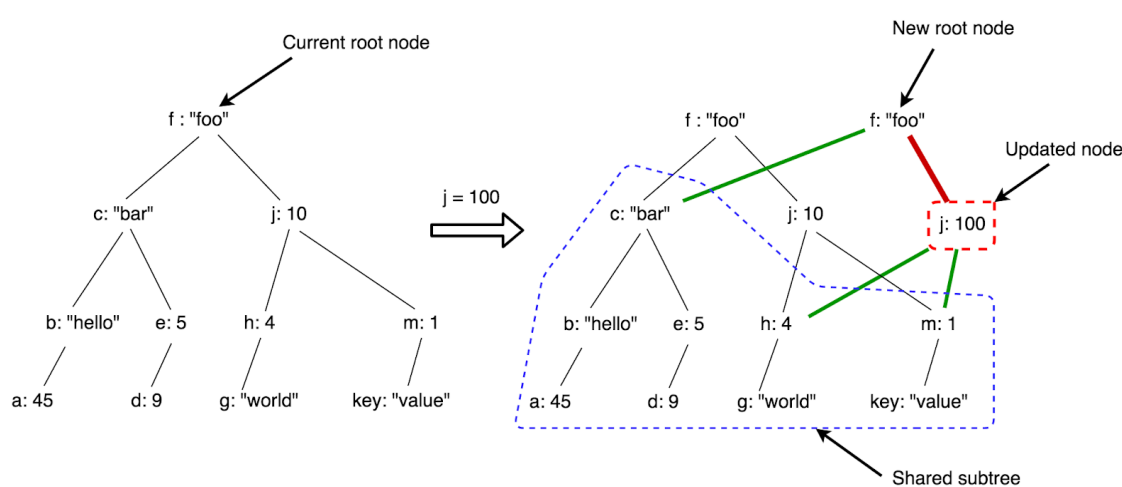 Current root node
New root node
f : "foo"
f : "foo"
f: "foo"
Updated node
c: "bar"
j: 10
j = 100
c: "bar"
j: 10
j: 100
b: "hello"
e: 5
h: 4
m: 1
b: "hello"
e: 5
h: 4
m: 1
a: 45
d: 9
g: "world"
key: "value"
a: 45
d: 9
g: "world"
key: "value"
Shared subtree